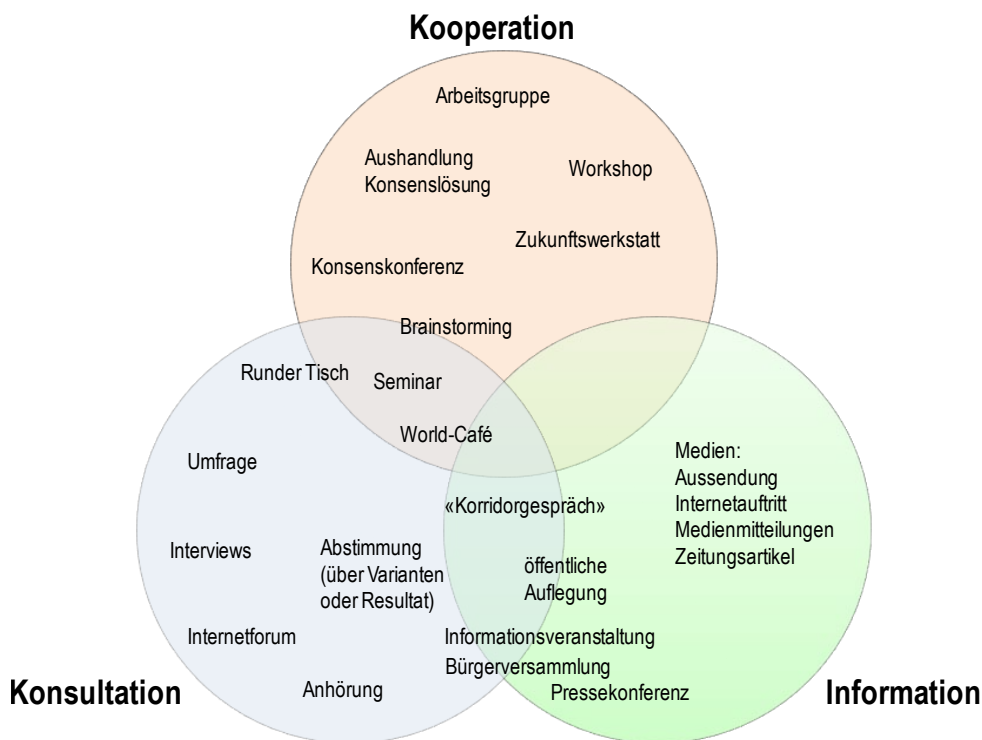 Kooperation
Arbeitsgruppe
Aushandlung
Konsenslösung
Workshop
Zukunftswerkstatt
Konsenskonferenz
Brainstorming
Runder Tisch
Seminar
World-Café
Umfrage
Medien:
Aussendung
Internetauftritt
Medienmitteilungen
Zeitungsartikel
«Korridorgespräch»
Interviews
Abstimmung
(über Varianten
oder Resultat)
öffentliche
Auflegung
Internetforum
Informationsveranstaltung
Bürgerversammlung
Anhörung
Pressekonferenz
Konsultation
Information